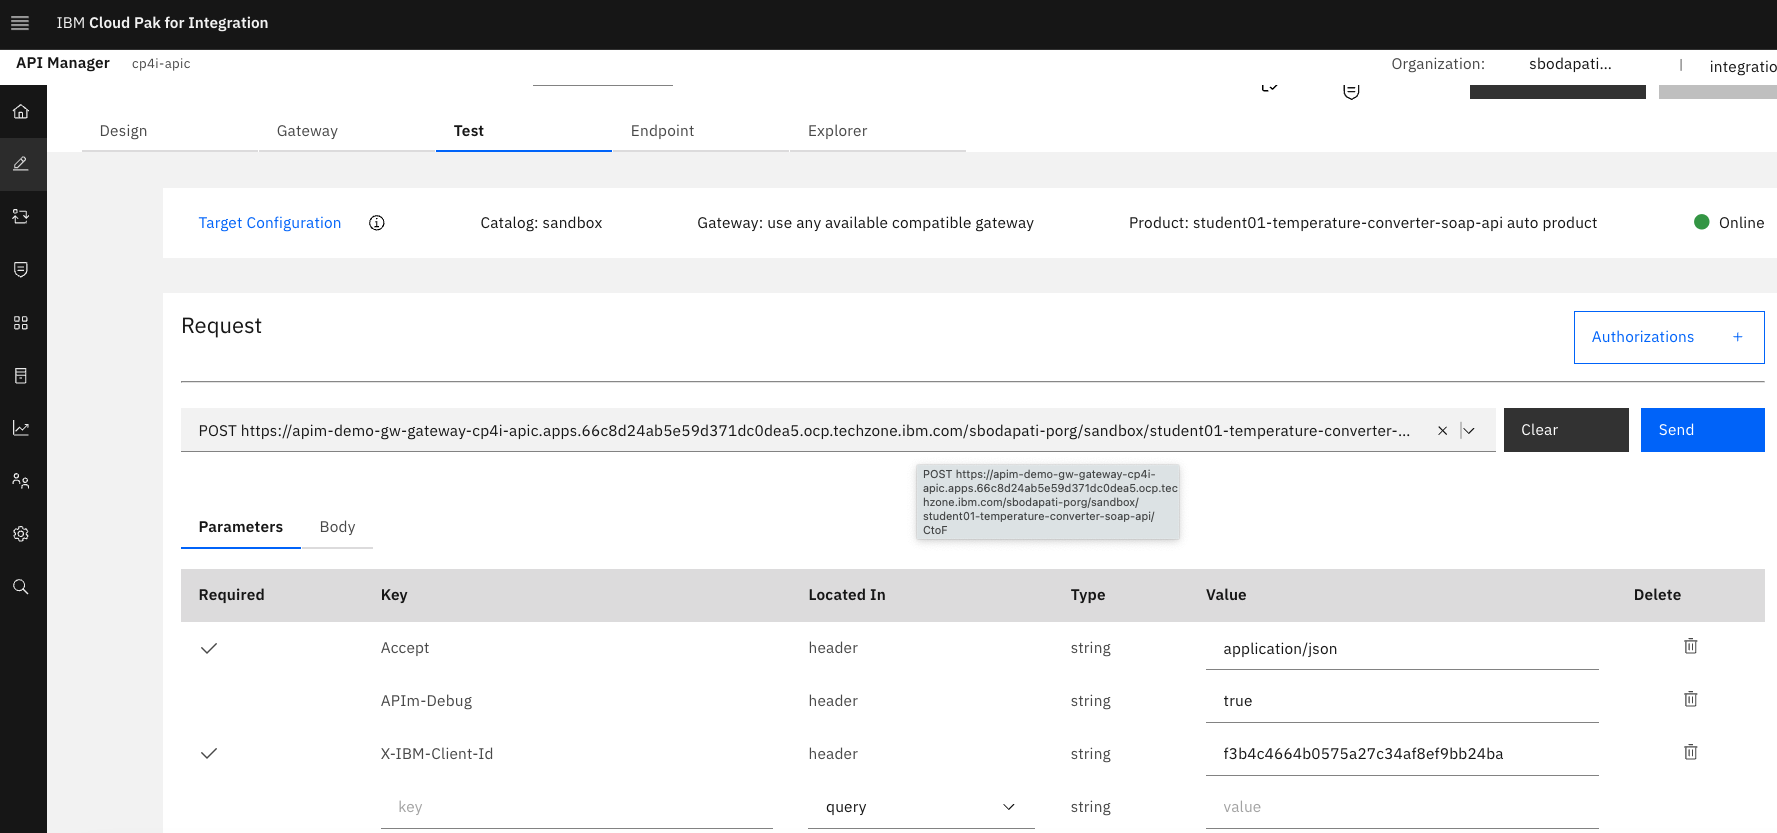 IBM Cloud Pak for Integration
API Manager cp4i-apic Organization: sbodapati... | integratio
Design Gateway Test Endpoint Explorer
Target Configuration Catalog: sandbox Gateway: use any available compatible gateway Product: student01-temperature-converter-soap-api auto product Online
Request
Authorizations +
POST https://apim-demo-gw-gateway-cp4i-apic.apps.66c8d24ab5e59d371dc0dea5.ocp.techzone.ibm.com/sbodapati-porg/sandbox/student01-temperature-converter-... Clear Send
POST https://apim-demo-gw-gateway-cp4i-
apic.apps.66c8d24ab5e59d371dc0dea5.ocp.tec
hzone.ibm.com/sbodapati-porg/sandbox/
student01-temperature-converter-soap-api/
CtoF
Parameters Body
Required Key Located In Type Value Delete
Accept header string application/json
APIm-Debug header string true
X-IBM-Client-Id header string f3b4c4664b0575a27c34af8ef9bb24ba
key query string value